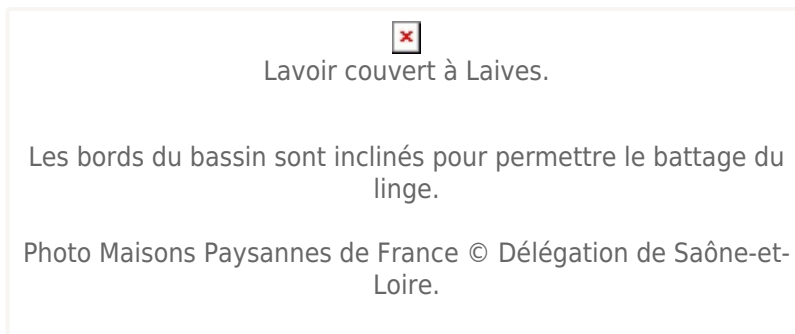 Lavoir couvert à Laives.
Les bords du bassin sont inclinés pour permettre le battage du
linge.
Photo Maisons Paysannes de France © Délégation de Saône-et-
Loire.